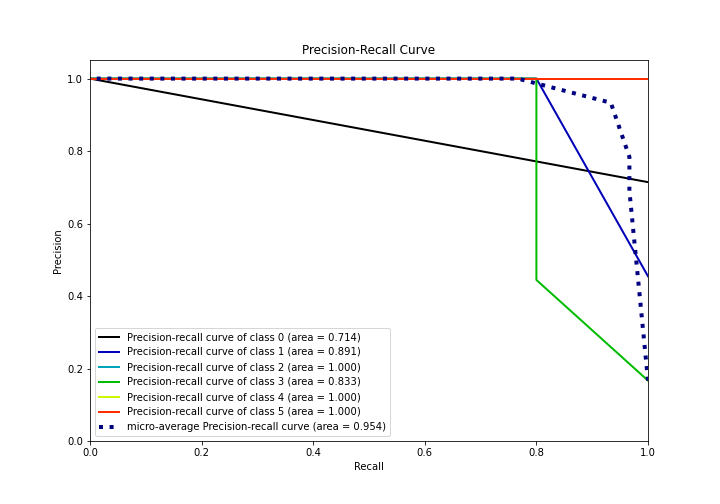 Precision-Recall Curve
1.0
0.8
0.6
0.4
0.2
0.0
Precision
Precision-recall curve of class 0 (area = 0.714)
Precision-recall curve of class 1 (area = 0.891)
Precision-recall curve of class 2 (area = 1.000)
Precision-recall curve of class 3 (area = 0.833)
Precision-recall curve of class 4 (area = 1.000)
Precision-recall curve of class 5 (area = 1.000)
micro-average Precision-recall curve (area = 0.954)
0.0 0.2 0.4 0.6 0.8 1.0
Recall